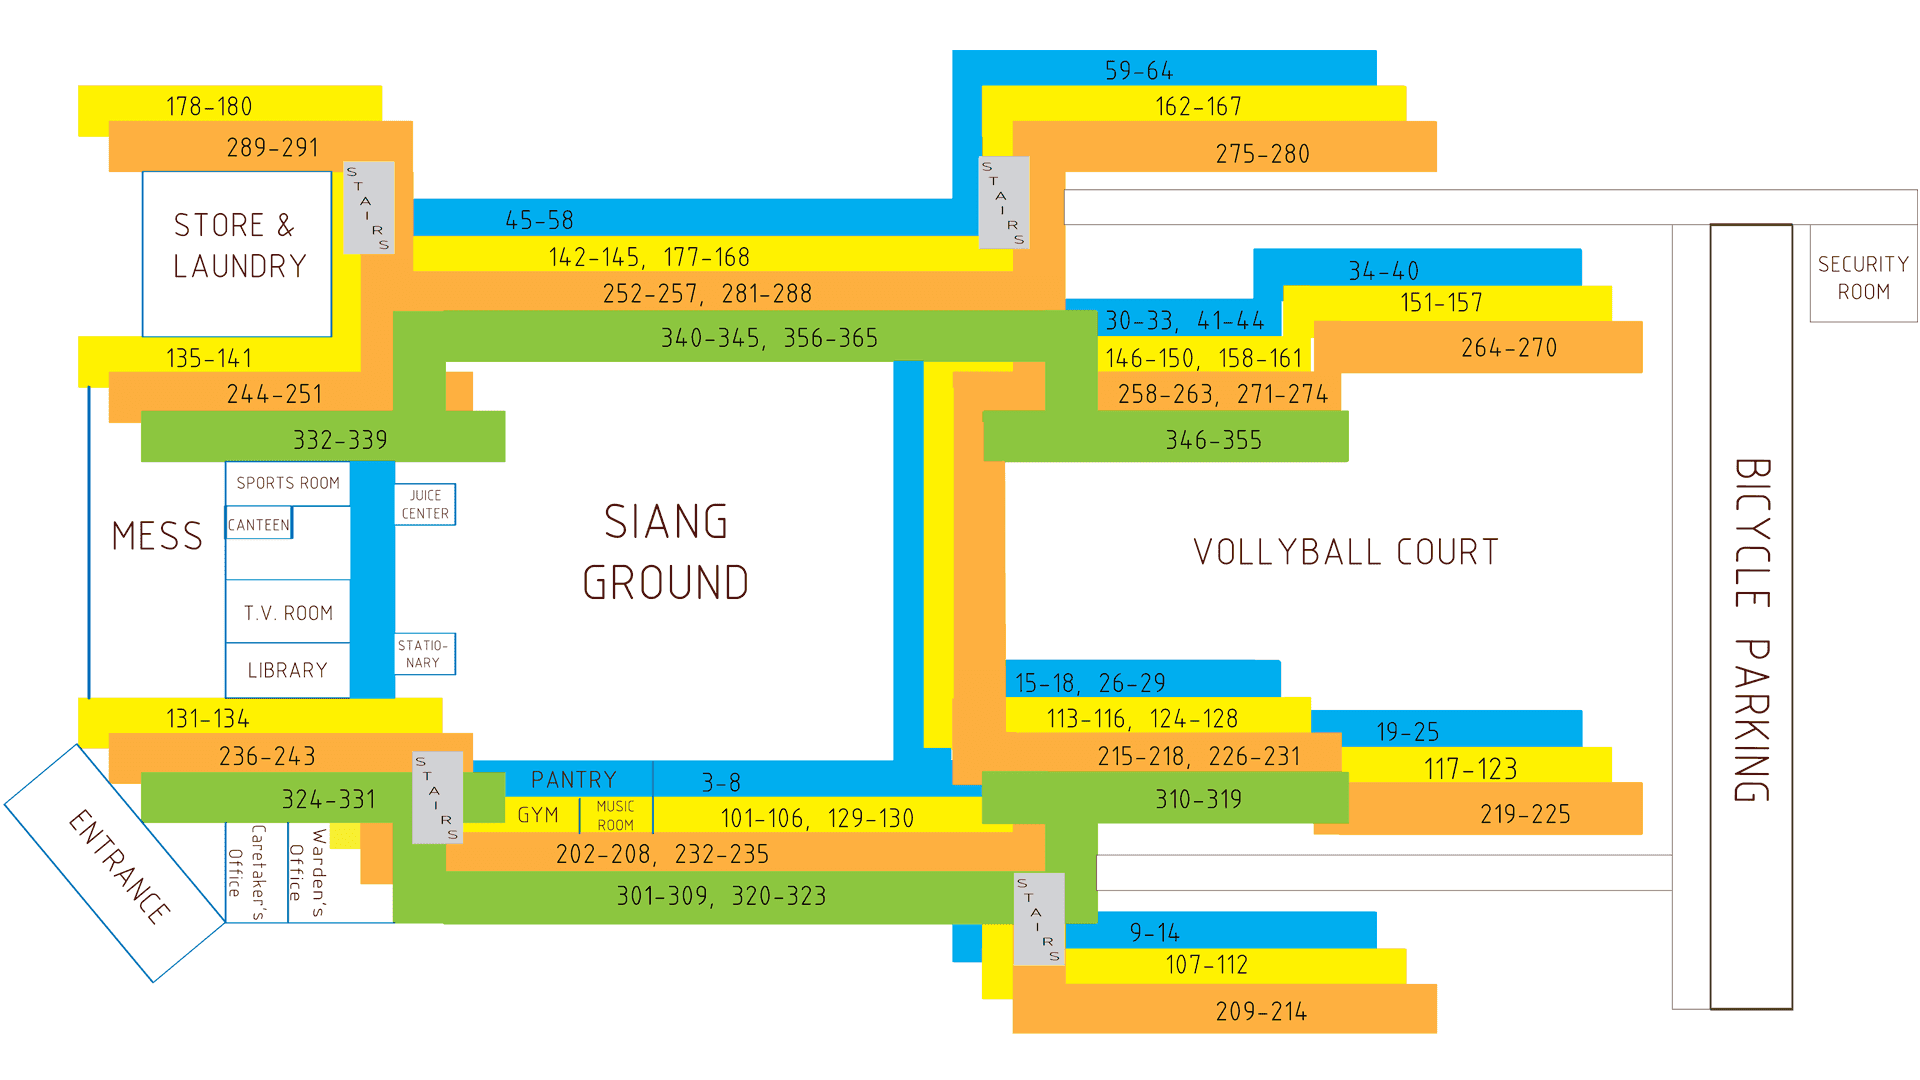 59-64
178-180
162-167
289-291
275-280
STAIRS
STAIRS
STORE &
LAUNDRY
45-58
142-145, 177-168
252-257, 281-288
34-40
SECURITY
ROOM
151-157
30-33, 41-44
340-345, 356-365
264-270
135-141
146-150, 158-161
244-251
258-263, 271-274
332-339
346-355
SPORTS ROOM
JUICE
CENTER
CANTEEN
MESS
SIANG
GROUND
VOLLYBALL COURT
BICYCLE PARKING
T.V. ROOM
STATIO-
NARY
LIBRARY
15-18, 26-29
131-134
113-116, 124-128
19-25
236-243
215-218, 226-231
117-123
STAIRS
PANTRY
3-8
324-331
310-319
GYM
MUSIC
ROOM
101-106, 129-130
219-225
ENTRANCE
Caretaker's
Office
Warden's
Office
202-208, 232-235
301-309, 320-323
STAIRS
9-14
107-112
209-214